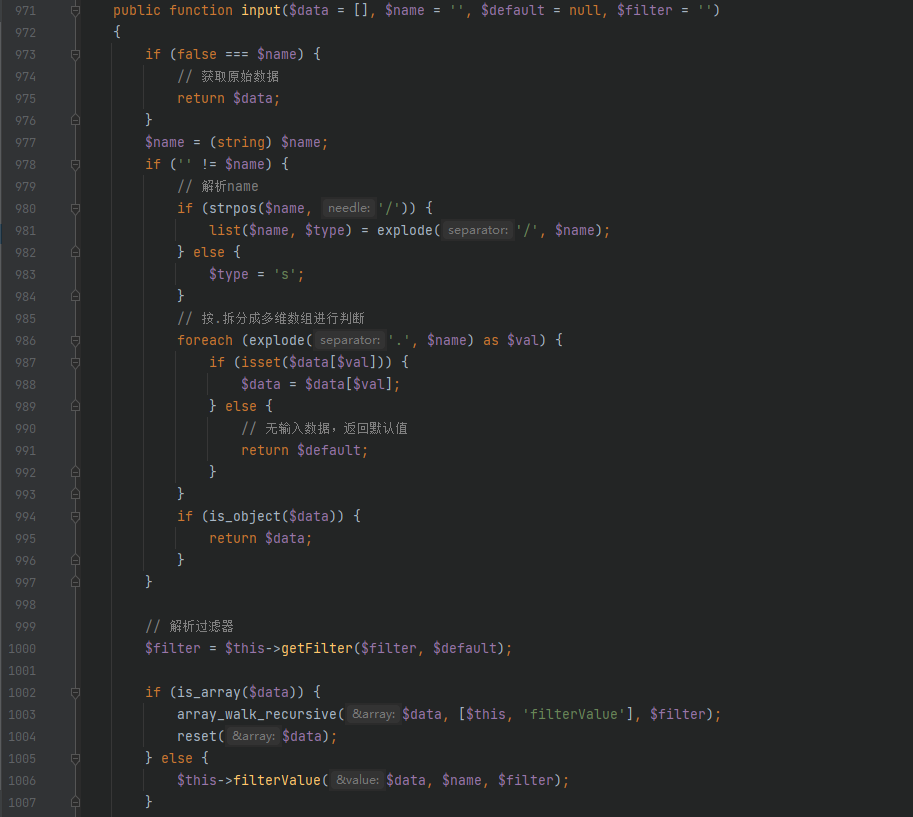 971 public function input($data = [], $name = '', $default = null, $filter = '')
972 {
973 if (false === $name) {
974 // 获取原始数据
975 return $data;
976 }
977 $name = (string) $name;
978 if ('' != $name) {
979 // 解析name
980 if (strpos($name, needle: '/')) {
981 list($name, $type) = explode( separator: '/', $name);
982 } else {
983 $type = 's';
984 }
985 // 按.拆分成多维数组进行判断
986 foreach (explode( separator: '.', $name) as $val) {
987 if (isset($data[$val])) {
988 $data = $data[$val];
989 } else {
990 // 无输入数据，返回默认值
991 return $default;
992 }
993 }
994 if (is_object($data)) {
995 return $data;
996 }
997 }
998
999 // 解析过滤器
1000 $filter = $this->getFilter($filter, $default);
1001
1002 if (is_array($data)) {
1003 array_walk_recursive( &array: $data, [$this, 'filterValue'], $filter);
1004 reset( &array: $data);
1005 } else {
1006 $this->filterValue( &value: $data, $name, $filter);
1007 }